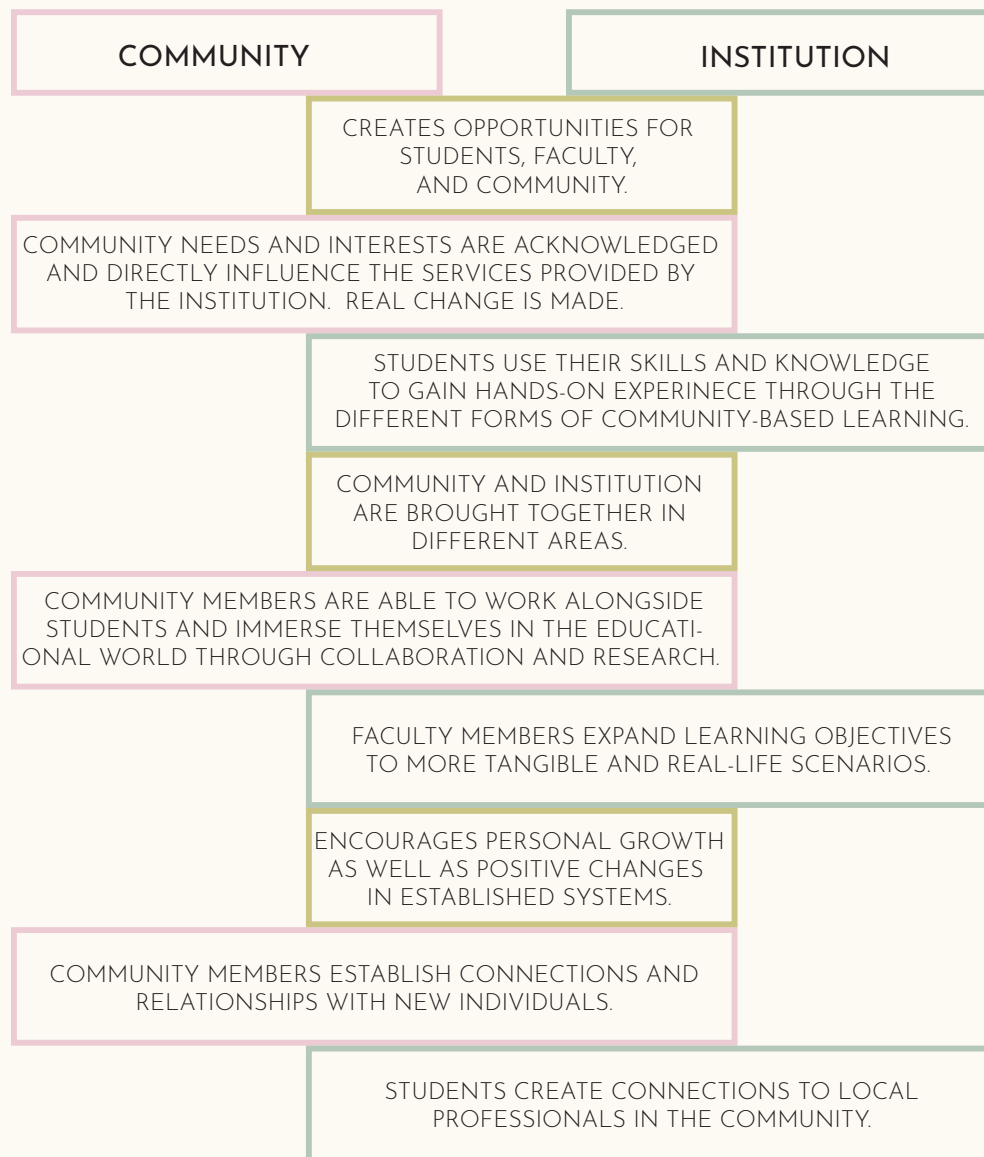 COMMUNITY
INSTITUTION
CREATES OPPORTUNITIES FOR
STUDENTS, FACULTY,
AND COMMUNITY.
COMMUNITY NEEDS AND INTERESTS ARE ACKNOWLEDGED
AND DIRECTLY INFLUENCE THE SERVICES PROVIDED BY
THE INSTITUTION. REAL CHANGE IS MADE.
STUDENTS USE THEIR SKILLS AND KNOWLEDGE
TO GAIN HANDS-ON EXPERINECE THROUGH THE
DIFFERENT FORMS OF COMMUNITY-BASED LEARNING.
COMMUNITY AND INSTITUTION
ARE BROUGHT TOGETHER IN
DIFFERENT AREAS.
COMMUNITY MEMBERS ARE ABLE TO WORK ALONGSIDE
STUDENTS AND IMMERSE THEMSELVES IN THE EDUCATI-
ONAL WORLD THROUGH COLLABORATION AND RESEARCH.
FACULTY MEMBERS EXPAND LEARNING OBJECTIVES
TO MORE TANGIBLE AND REAL-LIFE SCENARIOS.
ENCOURAGES PERSONAL GROWTH
AS WELL AS POSITIVE CHANGES
IN ESTABLISHED SYSTEMS.
COMMUNITY MEMBERS ESTABLISH CONNECTIONS AND
RELATIONSHIPS WITH NEW INDIVIDUALS.
STUDENTS CREATE CONNECTIONS TO LOCAL
PROFESSIONALS IN THE COMMUNITY.